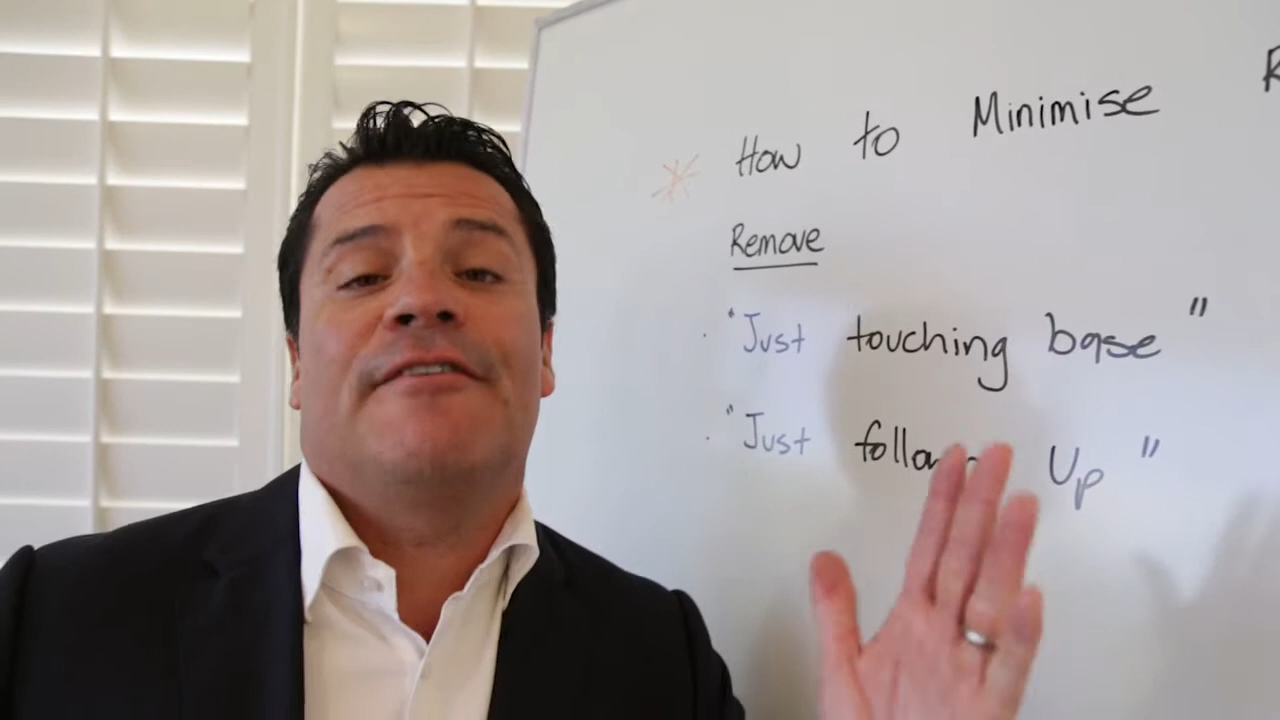 * How to Minimise R
Remove
· "Just touching base"
· "Just Up"